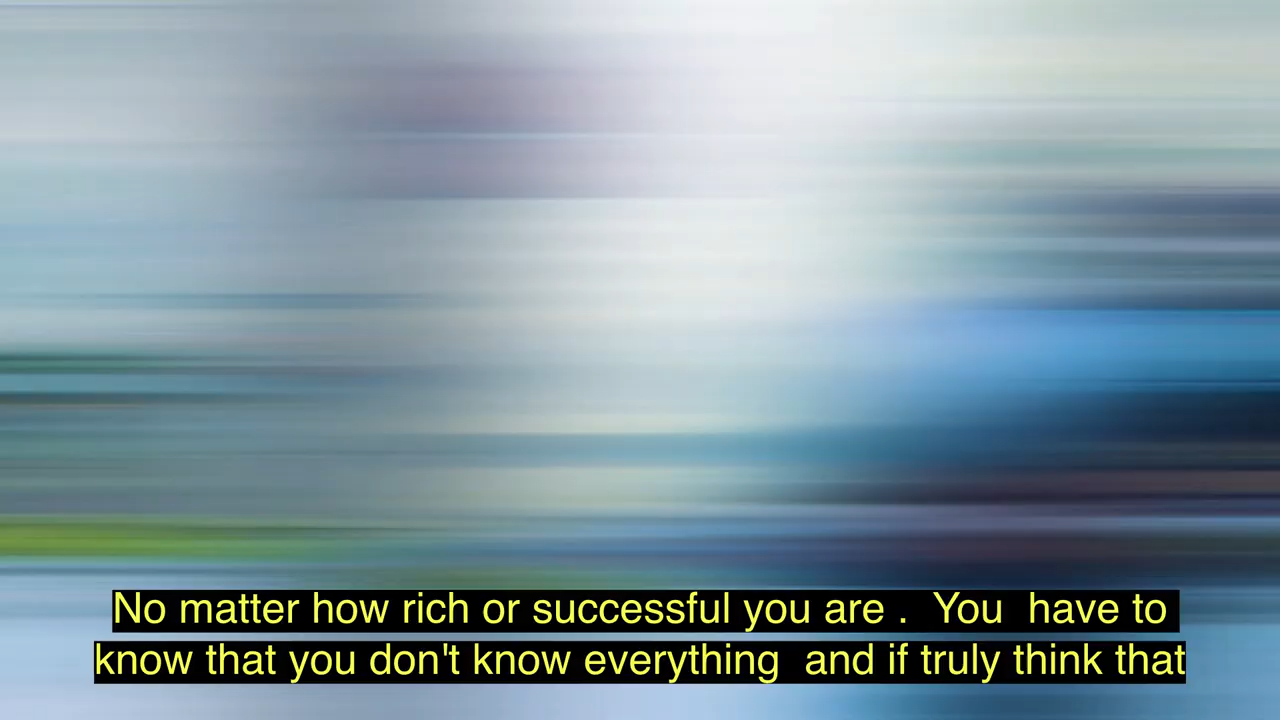 No matter how rich or successful you are .  You  have to
know that you don't know everything  and if truly think that